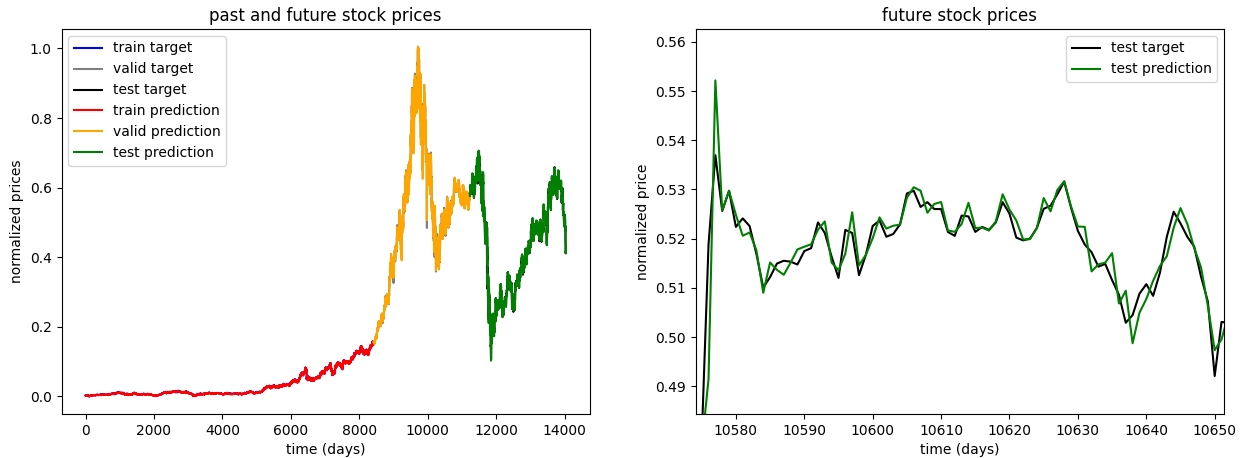 past and future stock prices
normalized prices
1.0
0.8
0.6
0.4
0.2
0.0
train target
valid target
test target
train prediction
valid prediction
test prediction
0 2000 4000 6000 8000 10000 12000 14000
time (days)
future stock prices
normalized price
0.56
0.55
0.54
0.53
0.52
0.51
0.50
0.49
test target
test prediction
10580 10590 10600 10610 10620 10630 10640 10650
time (days)